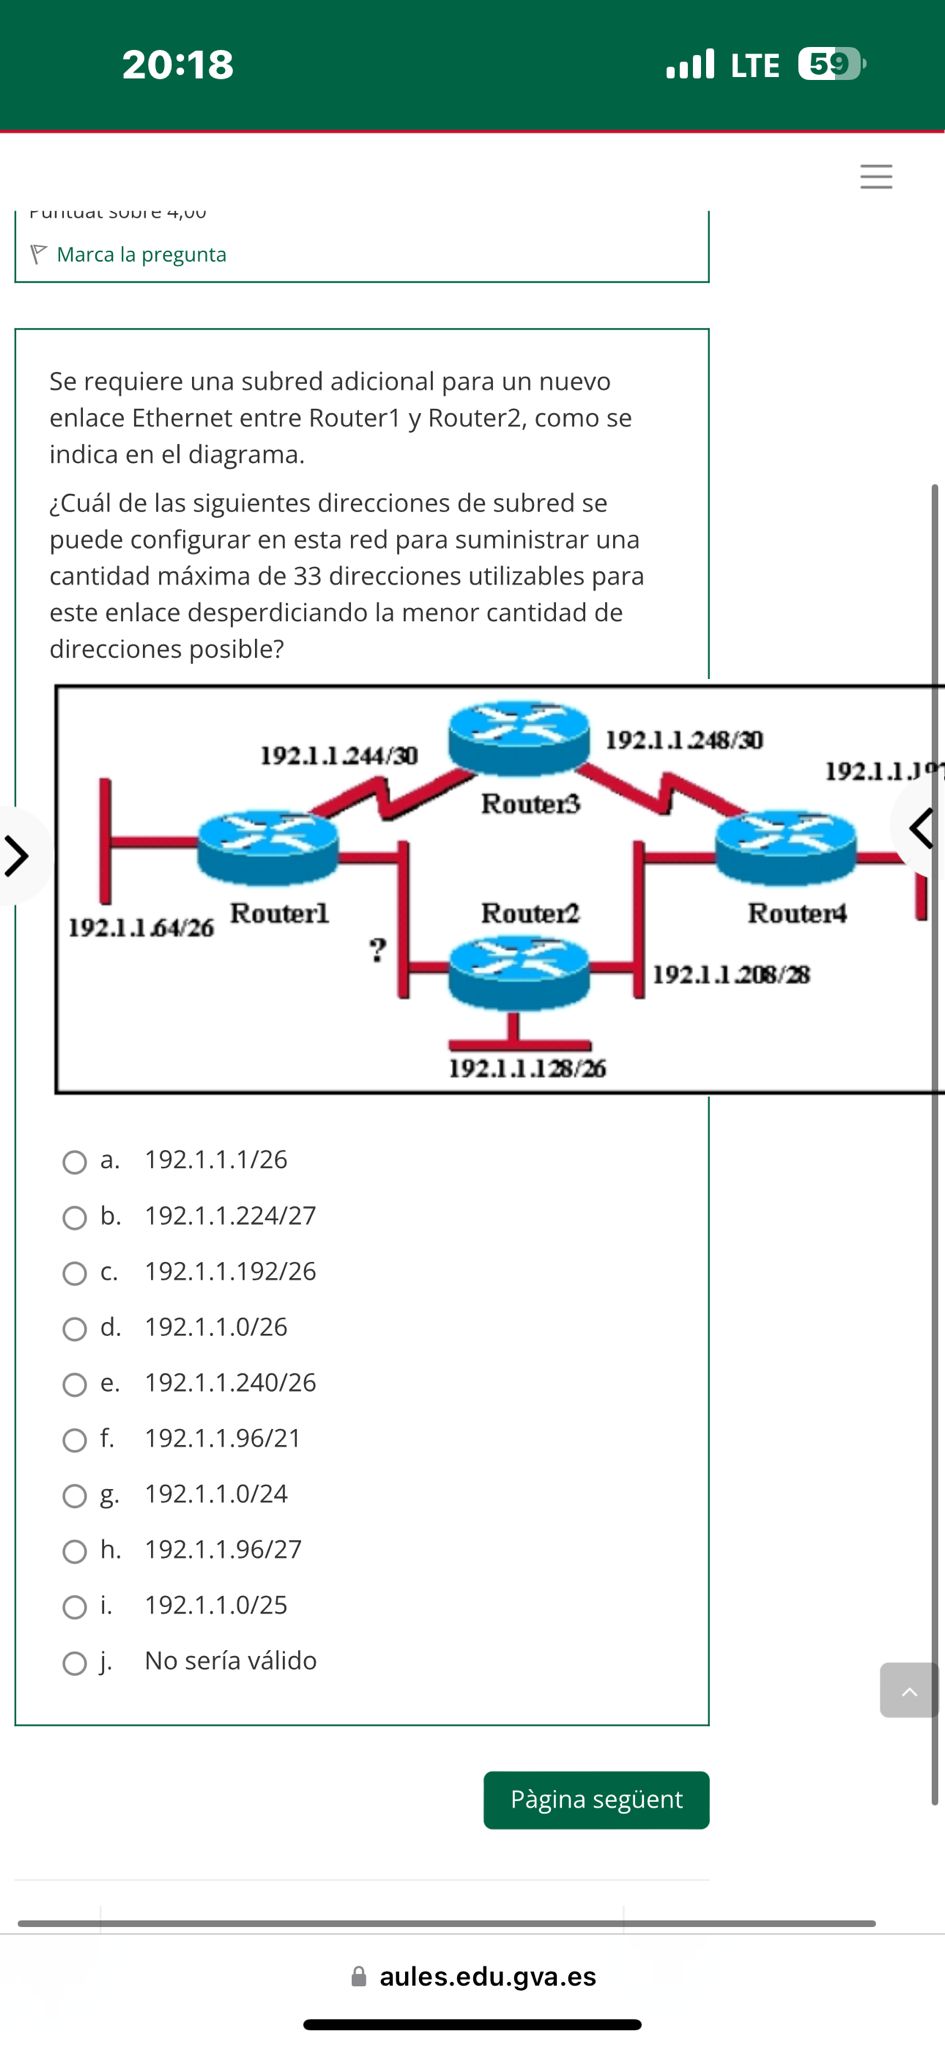 20:18
LTE 59
Puntuat sobre 4,00
Marca la pregunta
Se requiere una subred adicional para un nuevo
enlace Ethernet entre Router1 y Router2, como se
indica en el diagrama.
¿Cuál de las siguientes direcciones de subred se
puede configurar en esta red para suministrar una
cantidad máxima de 33 direcciones utilizables para
este enlace desperdiciando la menor cantidad de
direcciones posible?
192.1.1.244/30
192.1.1.248/30
Router3
192.1.1.64/26
Router1
Router2
Router4
?
192.1.1.208/28
192.1.1.128/26
a. 192.1.1.1/26
b. 192.1.1.224/27
c. 192.1.1.192/26
d. 192.1.1.0/26
e. 192.1.1.240/26
f. 192.1.1.96/21
g. 192.1.1.0/24
h. 192.1.1.96/27
i. 192.1.1.0/25
j. No sería válido
Pàgina següent
aules.edu.gva.es